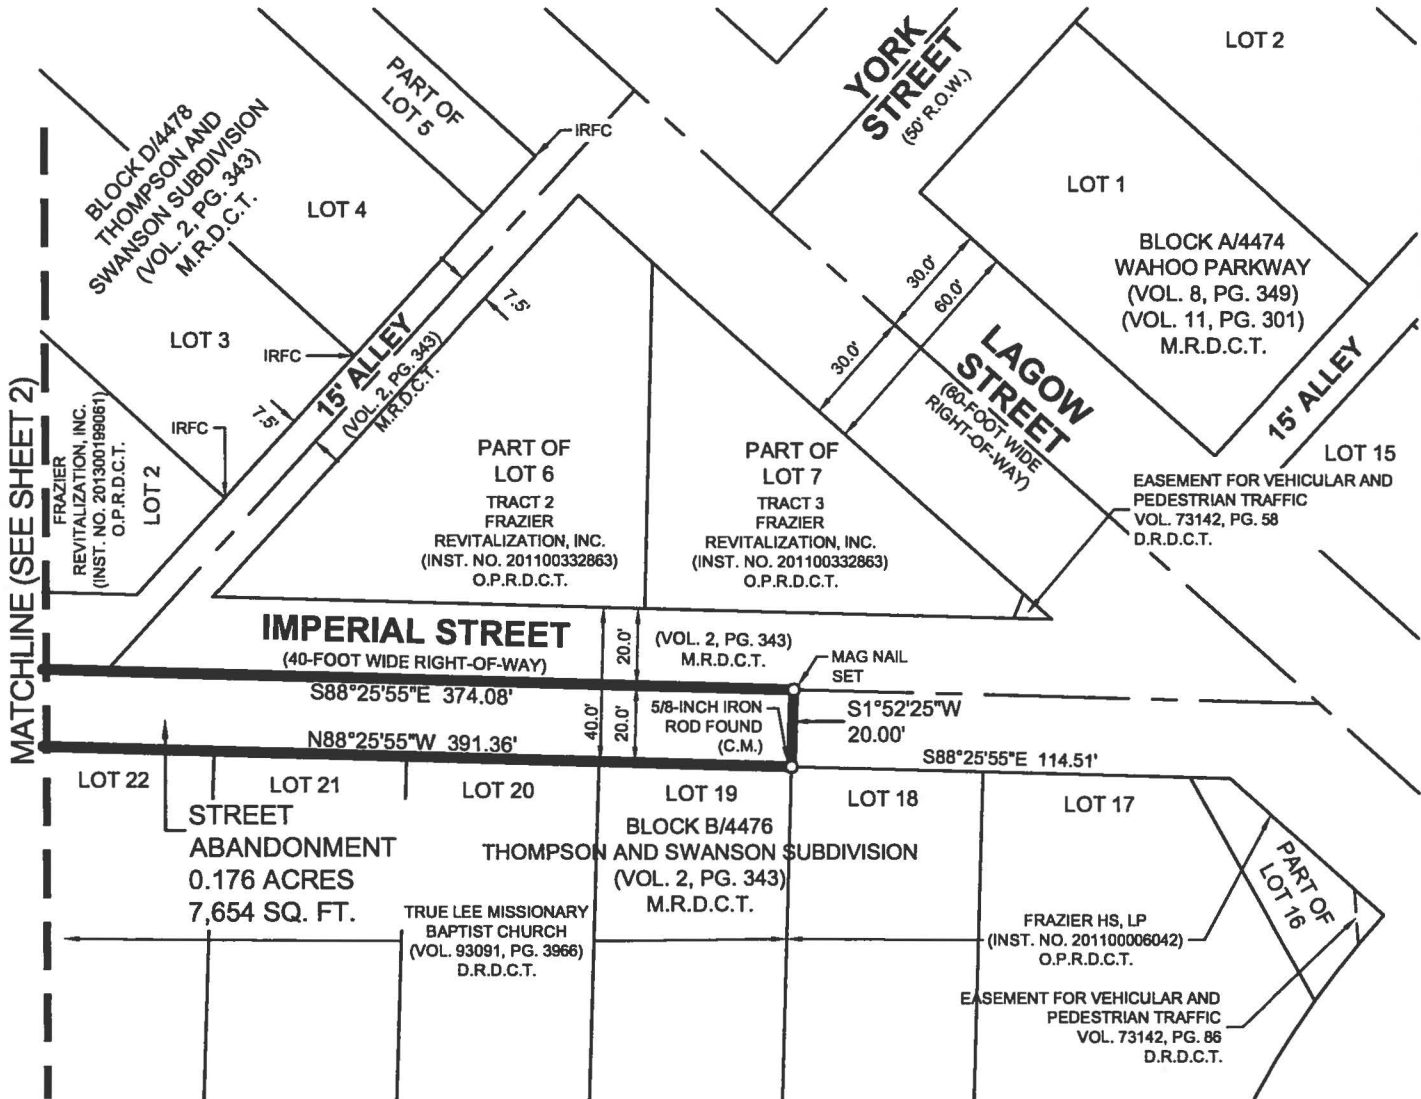 LOT 2
YORK
STREET
(50' R.O.W.)
PART OF
LOT 5
IRFC
BLOCK D/4478
THOMPSON AND
SWANSON SUBDIVISION
(VOL. 2, PG. 343)
M.R.D.C.T.
LOT 4
LOT 1
BLOCK A/4474
WAHOO PARKWAY
(VOL. 8, PG. 349)
(VOL. 11, PG. 301)
M.R.D.C.T.
30.0'
60.0'
30.0'
7.5'
LOT 3
IRFC
15' ALLEY
(VOL. 2, PG. 343)
M.R.D.C.T.
7.5'
IRFC
LAGOW
STREET
(60-FOOT WIDE
RIGHT-OF-WAY)
15' ALLEY
LOT 15
MATCHLINE (SEE SHEET 2)
FRAZIER
REVITALIZATION, INC.
(INST. NO. 201300199061)
O.P.R.D.C.T.
LOT 2
PART OF
LOT 6
TRACT 2
FRAZIER
REVITALIZATION, INC.
(INST. NO. 201100332863)
O.P.R.D.C.T.
PART OF
LOT 7
TRACT 3
FRAZIER
REVITALIZATION, INC.
(INST. NO. 201100332863)
O.P.R.D.C.T.
EASEMENT FOR VEHICULAR AND
PEDESTRIAN TRAFFIC
VOL. 73142, PG. 58
D.R.D.C.T.
IMPERIAL STREET
(40-FOOT WIDE RIGHT-OF-WAY)
20.0'
(VOL. 2, PG. 343)
M.R.D.C.T.
MAG NAIL
SET
S88°25'55"E 374.08'
40.0'
20.0'
5/8-INCH IRON
ROD FOUND
(C.M.)
S1°52'25"W
20.00'
N88°25'55"W 391.36'
S88°25'55"E 114.51'
LOT 22
LOT 21
LOT 20
LOT 19
LOT 18
LOT 17
STREET
ABANDONMENT
0.176 ACRES
7,654 SQ. FT.
BLOCK B/4476
THOMPSON AND SWANSON SUBDIVISION
(VOL. 2, PG. 343)
M.R.D.C.T.
PART OF
LOT 16
TRUE LEE MISSIONARY
BAPTIST CHURCH
(VOL. 93091, PG. 3966)
D.R.D.C.T.
FRAZIER HS, LP
(INST. NO. 201100006042)
O.P.R.D.C.T.
EASEMENT FOR VEHICULAR AND
PEDESTRIAN TRAFFIC
VOL. 73142, PG. 86
D.R.D.C.T.